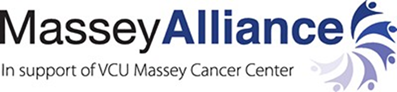 MasseyAlliance
In support of VCU Massey Cancer Center